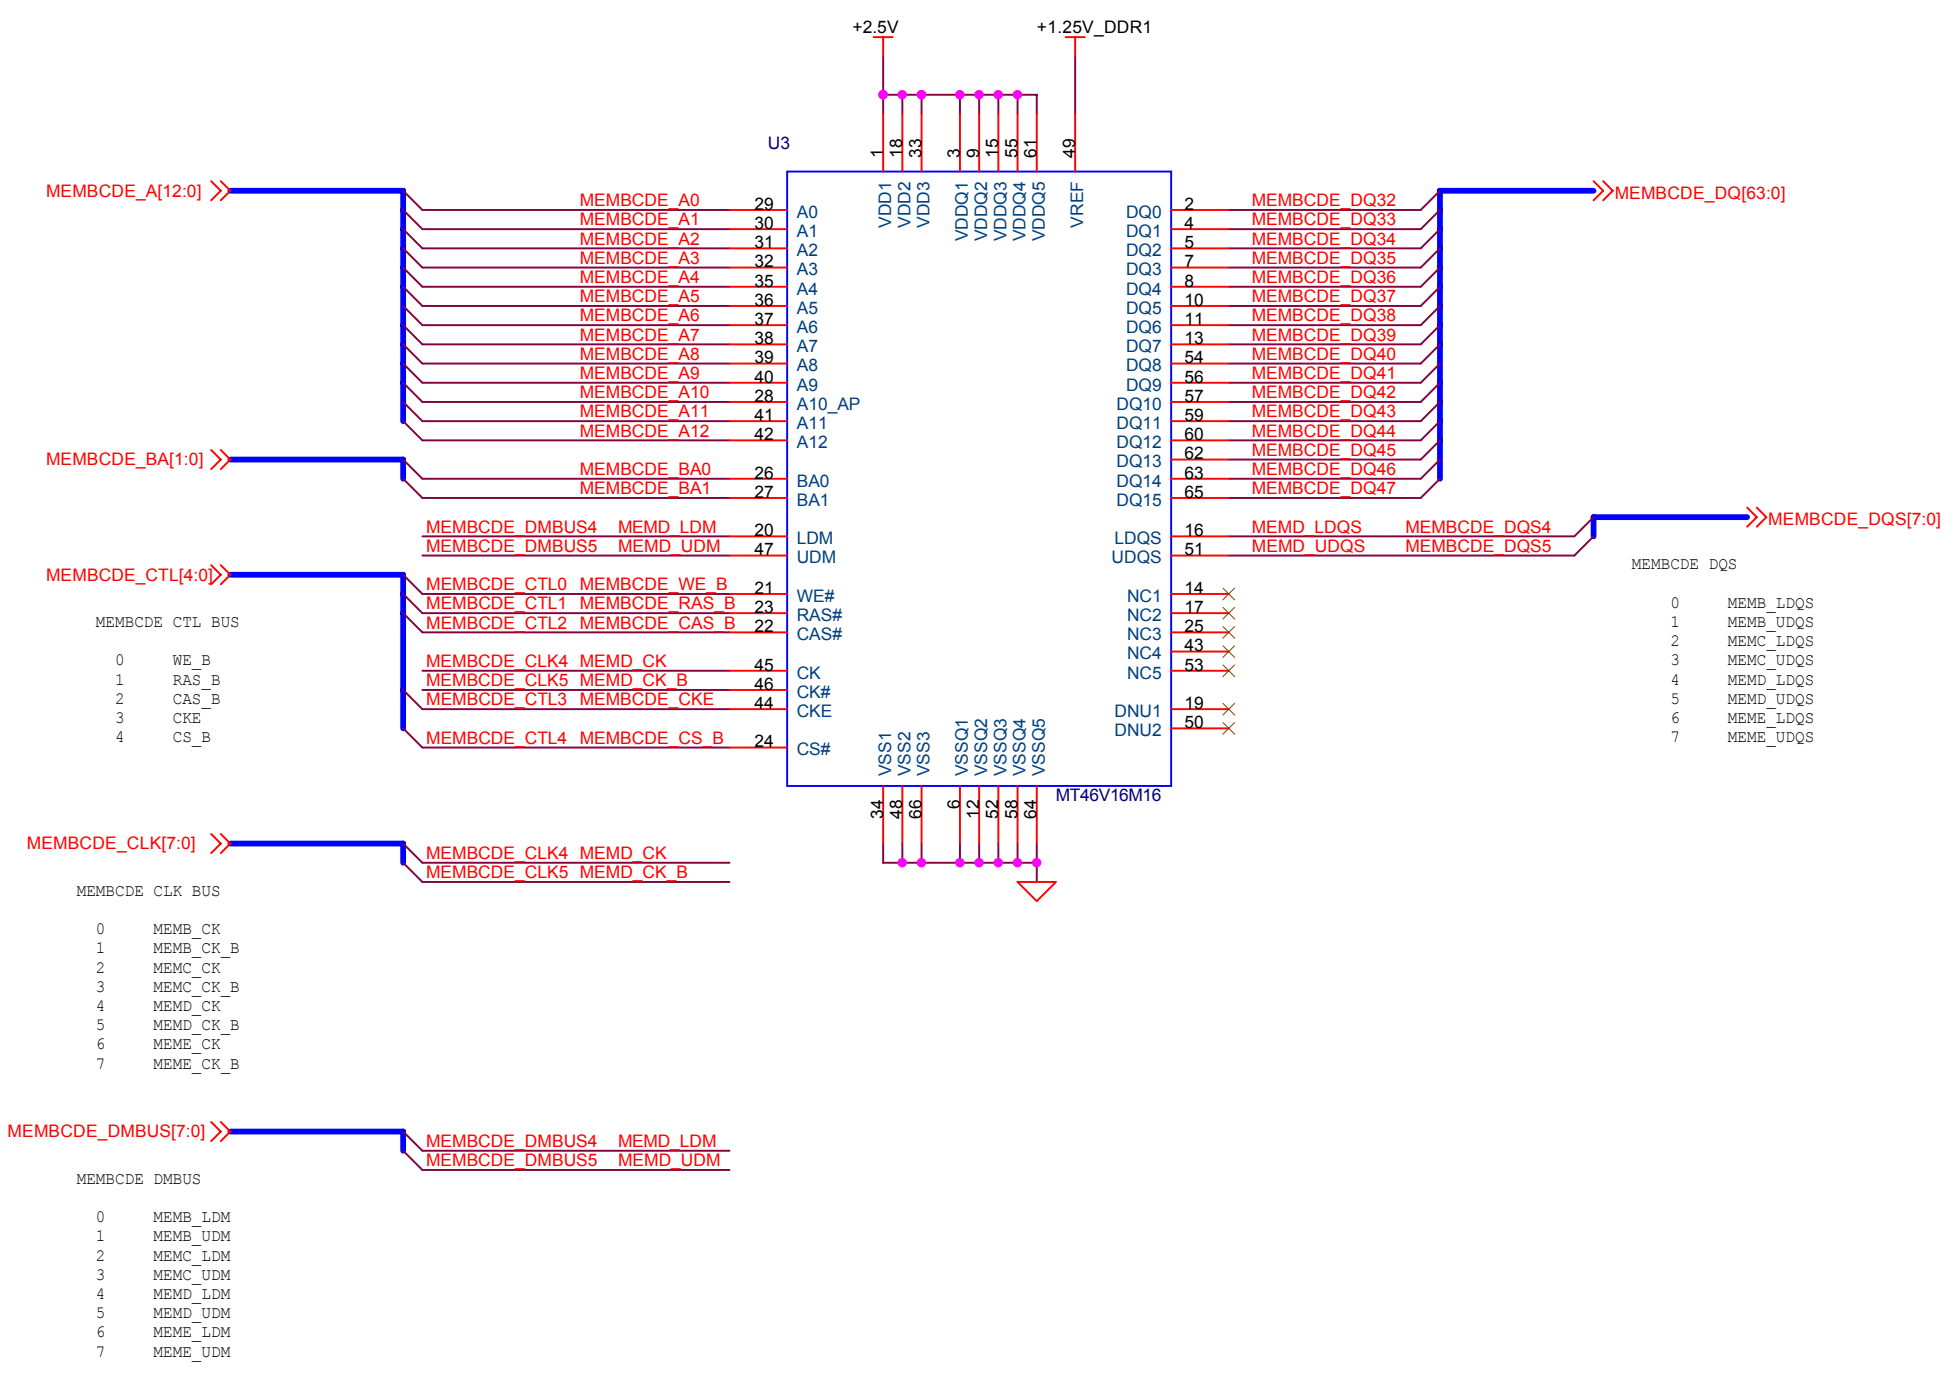 +2.5V
+1.25V_DDR1
U3
1 18 33 3 9 15 55 61 49
VDD1 VDD2 VDD3 VDDQ1 VDDQ2 VDDQ3 VDDQ4 VDDQ5 VREF
MEMBCDE_A[12:0]
MEMBCDE_A0 29 A0
MEMBCDE_A1 30 A1
MEMBCDE_A2 31 A2
MEMBCDE_A3 32 A3
MEMBCDE_A4 35 A4
MEMBCDE_A5 36 A5
MEMBCDE_A6 37 A6
MEMBCDE_A7 38 A7
MEMBCDE_A8 39 A8
MEMBCDE_A9 40 A9
MEMBCDE_A10 28 A10_AP
MEMBCDE_A11 41 A11
MEMBCDE_A12 42 A12
MEMBCDE_BA[1:0]
MEMBCDE_BA0 26 BA0
MEMBCDE_BA1 27 BA1
MEMBCDE_DMBUS4 MEMD_LDM 20 LDM
MEMBCDE_DMBUS5 MEMD_UDM 47 UDM
MEMBCDE_CTL[4:0]
MEMBCDE_CTL0 MEMBCDE_WE_B 21 WE#
MEMBCDE_CTL1 MEMBCDE_RAS_B 23 RAS#
MEMBCDE_CTL2 MEMBCDE_CAS_B 22 CAS#
MEMBCDE_CLK4 MEMD_CK 45 CK
MEMBCDE_CLK5 MEMD_CK_B 46 CK#
MEMBCDE_CTL3 MEMBCDE_CKE 44 CKE
MEMBCDE_CTL4 MEMBCDE_CS_B 24 CS#
MEMBCDE CTL BUS
0 WE_B
1 RAS_B
2 CAS_B
3 CKE
4 CS_B
DQ0 2 MEMBCDE_DQ32
DQ1 4 MEMBCDE_DQ33
DQ2 5 MEMBCDE_DQ34
DQ3 7 MEMBCDE_DQ35
DQ4 8 MEMBCDE_DQ36
DQ5 10 MEMBCDE_DQ37
DQ6 11 MEMBCDE_DQ38
DQ7 13 MEMBCDE_DQ39
DQ8 54 MEMBCDE_DQ40
DQ9 56 MEMBCDE_DQ41
DQ10 57 MEMBCDE_DQ42
DQ11 59 MEMBCDE_DQ43
DQ12 60 MEMBCDE_DQ44
DQ13 62 MEMBCDE_DQ45
DQ14 63 MEMBCDE_DQ46
DQ15 65 MEMBCDE_DQ47
MEMBCDE_DQ[63:0]
LDQS 16 MEMD_LDQS MEMBCDE_DQS4
UDQS 51 MEMD_UDQS MEMBCDE_DQS5
MEMBCDE_DQS[7:0]
NC1 14
NC2 17
NC3 25
NC4 43
NC5 53
DNU1 19
DNU2 50
MEMBCDE DQS
0 MEMB_LDQS
1 MEMB_UDQS
2 MEMC_LDQS
3 MEMC_UDQS
4 MEMD_LDQS
5 MEMD_UDQS
6 MEME_LDQS
7 MEME_UDQS
VSS1 VSS2 VSS3 VSSQ1 VSSQ2 VSSQ3 VSSQ4 VSSQ5
34 48 66 6 12 52 58 64
MT46V16M16
MEMBCDE_CLK[7:0]
MEMBCDE_CLK4 MEMD_CK
MEMBCDE_CLK5 MEMD_CK_B
MEMBCDE CLK BUS
0 MEMB_CK
1 MEMB_CK_B
2 MEMC_CK
3 MEMC_CK_B
4 MEMD_CK
5 MEMD_CK_B
6 MEME_CK
7 MEME_CK_B
MEMBCDE_DMBUS[7:0]
MEMBCDE_DMBUS4 MEMD_LDM
MEMBCDE_DMBUS5 MEMD_UDM
MEMBCDE DMBUS
0 MEMB_LDM
1 MEMB_UDM
2 MEMC_LDM
3 MEMC_UDM
4 MEMD_LDM
5 MEMD_UDM
6 MEME_LDM
7 MEME_UDM